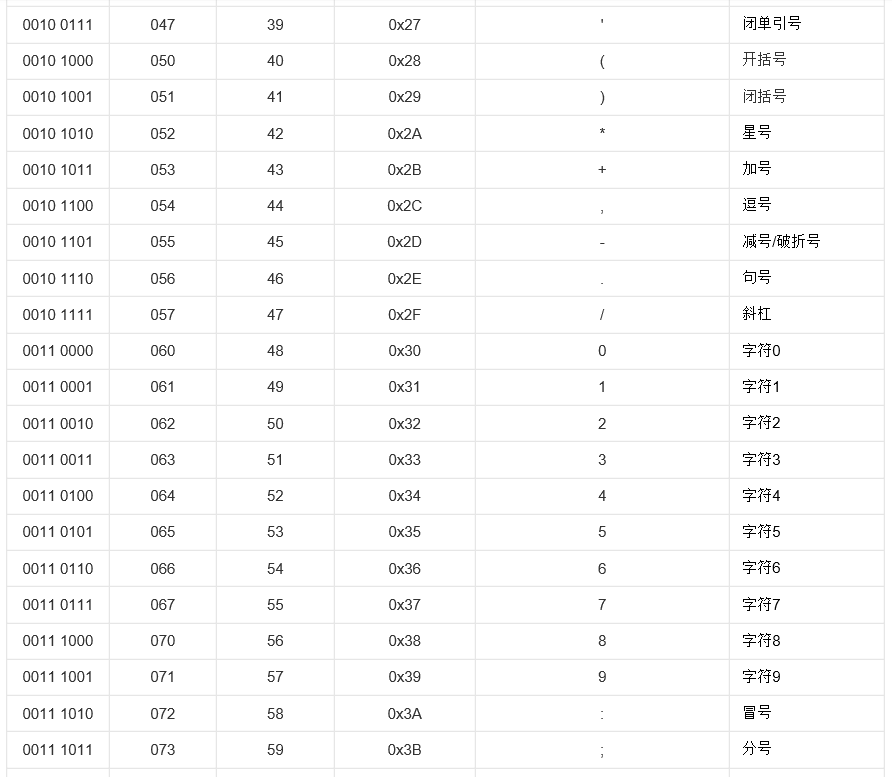 0010 0111 047 39 0x27 ' 闭单引号
0010 1000 050 40 0x28 ( 开括号
0010 1001 051 41 0x29 ) 闭括号
0010 1010 052 42 0x2A * 星号
0010 1011 053 43 0x2B + 加号
0010 1100 054 44 0x2C , 逗号
0010 1101 055 45 0x2D - 减号/破折号
0010 1110 056 46 0x2E . 句号
0010 1111 057 47 0x2F / 斜杠
0011 0000 060 48 0x30 0 字符0
0011 0001 061 49 0x31 1 字符1
0011 0010 062 50 0x32 2 字符2
0011 0011 063 51 0x33 3 字符3
0011 0100 064 52 0x34 4 字符4
0011 0101 065 53 0x35 5 字符5
0011 0110 066 54 0x36 6 字符6
0011 0111 067 55 0x37 7 字符7
0011 1000 070 56 0x38 8 字符8
0011 1001 071 57 0x39 9 字符9
0011 1010 072 58 0x3A : 冒号
0011 1011 073 59 0x3B ; 分号